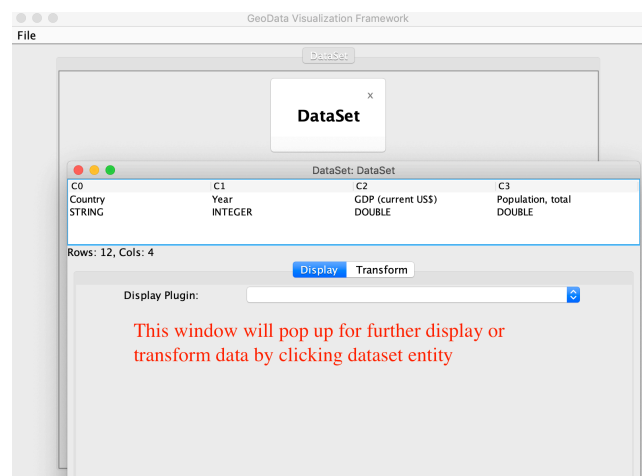 GeoData Visualization Framework
File
DataSet
x
DataSet
DataSet: DataSet
C0 C1 C2 C3
Country Year GDP (current US$) Population, total
STRING INTEGER DOUBLE DOUBLE
Rows: 12, Cols: 4
Display Transform
Display Plugin:
This window will pop up for further display or
transform data by clicking dataset entity